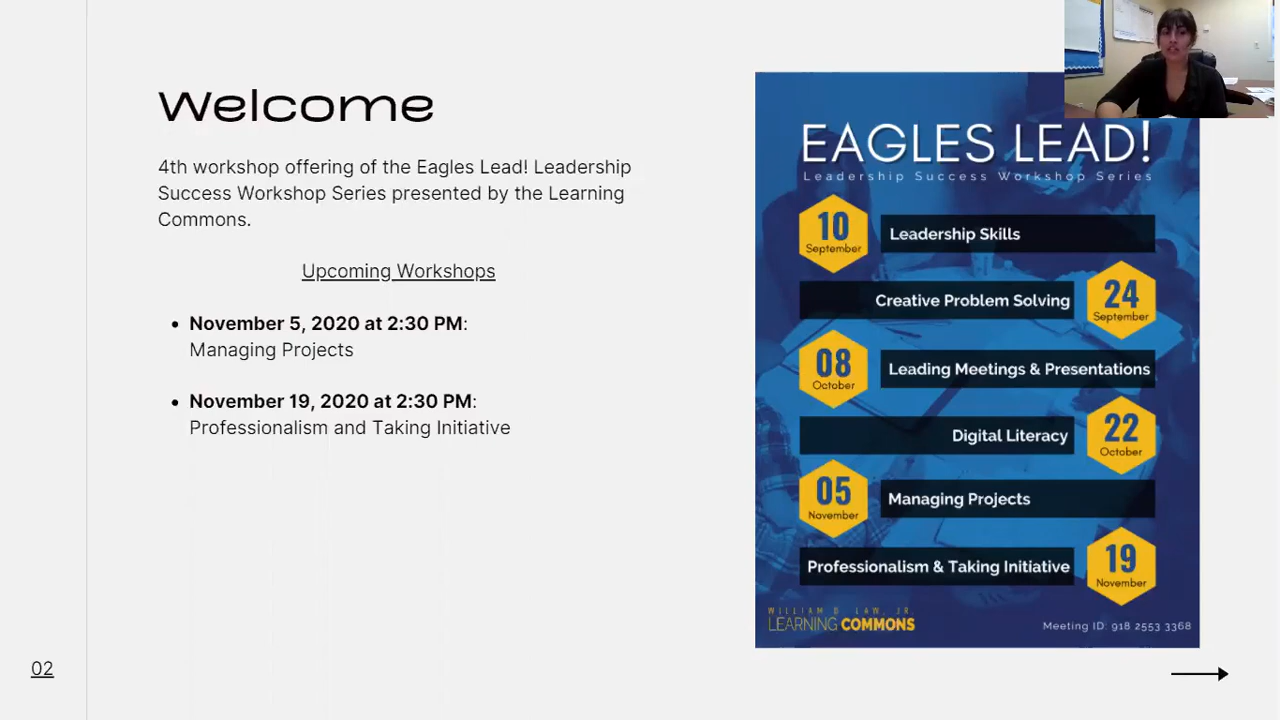 Welcome
4th workshop offering of the Eagles Lead! Leadership
Success Workshop Series presented by the Learning
Commons.
Upcoming Workshops
• November 5, 2020 at 2:30 PM:
Managing Projects
• November 19, 2020 at 2:30 PM:
Professionalism and Taking Initiative
02
EAGLES LEAD!
Leadership Success Workshop Series
10
September
Leadership Skills
Creative Problem Solving
24
September
08
October
Leading Meetings & Presentations
Digital Literacy
22
October
05
November
Managing Projects
Professionalism & Taking Initiative
19
November
WILLIAM D. LAW, JR.
LEARNING COMMONS
Meeting ID: 918 2553 3368